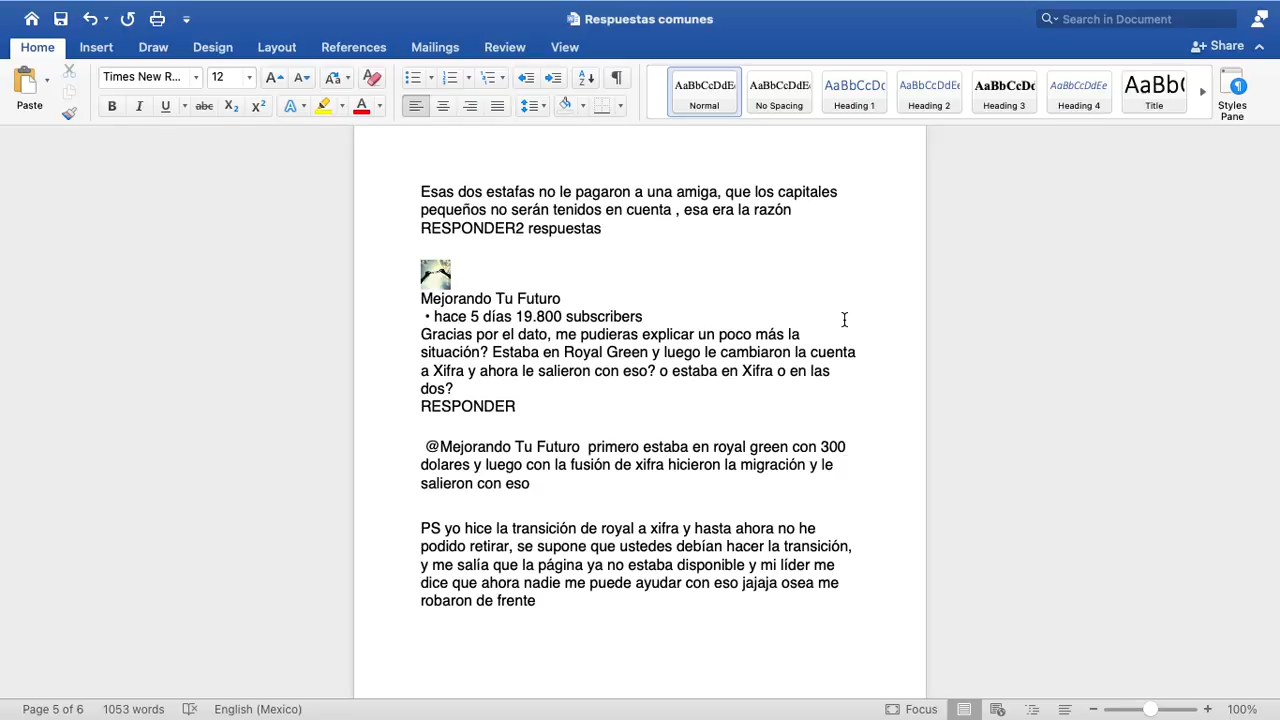 Respuestas comunes
Search in Document
Home
Insert
Draw
Design
Layout
References
Mailings
Review
View
Share
Paste
Times New R...
12
AaBbCcDdEe
Normal
AaBbCcDdEe
No Spacing
AaBbCcDc
Heading 1
AaBbCcDdEe
Heading 2
AaBbCcDd
Heading 3
AaBbCcDdEe
Heading 4
AaBb(
Title
Styles
Pane
Esas dos estafas no le pagaron a una amiga, que los capitales
pequeños no serán tenidos en cuenta , esa era la razón
RESPONDER2 respuestas
Mejorando Tu Futuro
• hace 5 días 19.800 subscribers
Gracias por el dato, me pudieras explicar un poco más la
situación? Estaba en Royal Green y luego le cambiaron la cuenta
a Xifra y ahora le salieron con eso? o estaba en Xifra o en las
dos?
RESPONDER
@Mejorando Tu Futuro  primero estaba en royal green con 300
dolares y luego con la fusión de xifra hicieron la migración y le
salieron con eso
PS yo hice la transición de royal a xifra y hasta ahora no he
podido retirar, se supone que ustedes debían hacer la transición,
y me salía que la página ya no estaba disponible y mi líder me
dice que ahora nadie me puede ayudar con eso jajaja osea me
robaron de frente
Page 5 of 6
1053 words
English (Mexico)
Focus
100%